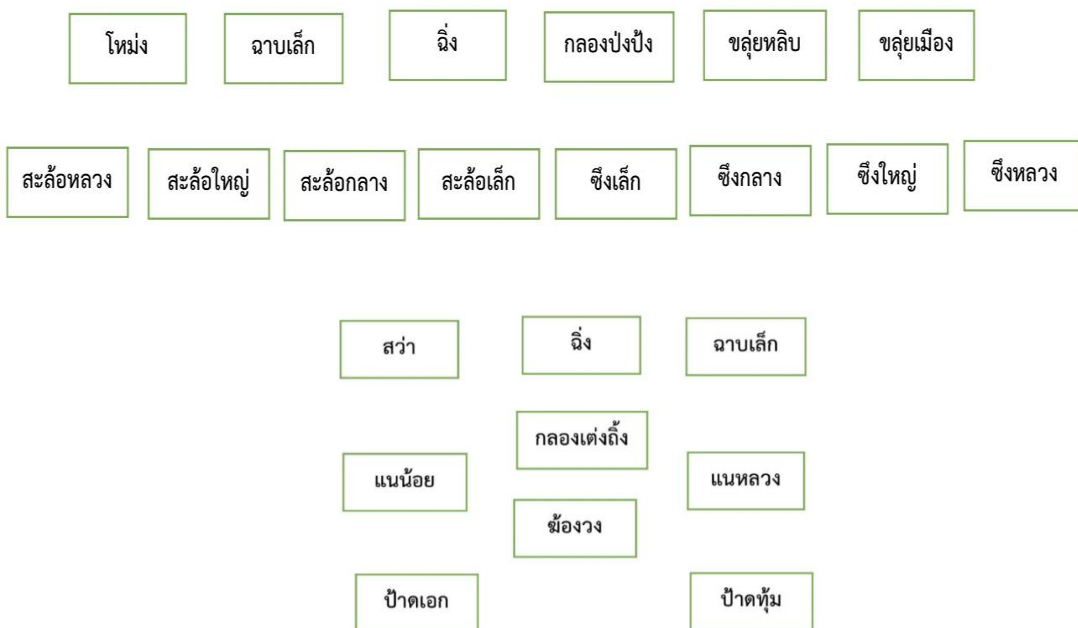 โหม่ง ฉาบเล็ก ฉิ่ง กลองป่งป้ง ขลุ่ยหลิบ ขลุ่ยเมือง
สะล้อหลวง สะล้อใหญ่ สะล้อกลาง สะล้อเล็ก ซึงเล็ก ซึงกลาง ซึงใหญ่ ซึงหลวง
สว่า ฉิ่ง ฉาบเล็ก
กลองเต่งถิ้ง
แนน้อย แนหลวง
ฆ้องวง
ป้าดเอก ป้าดทุ้ม